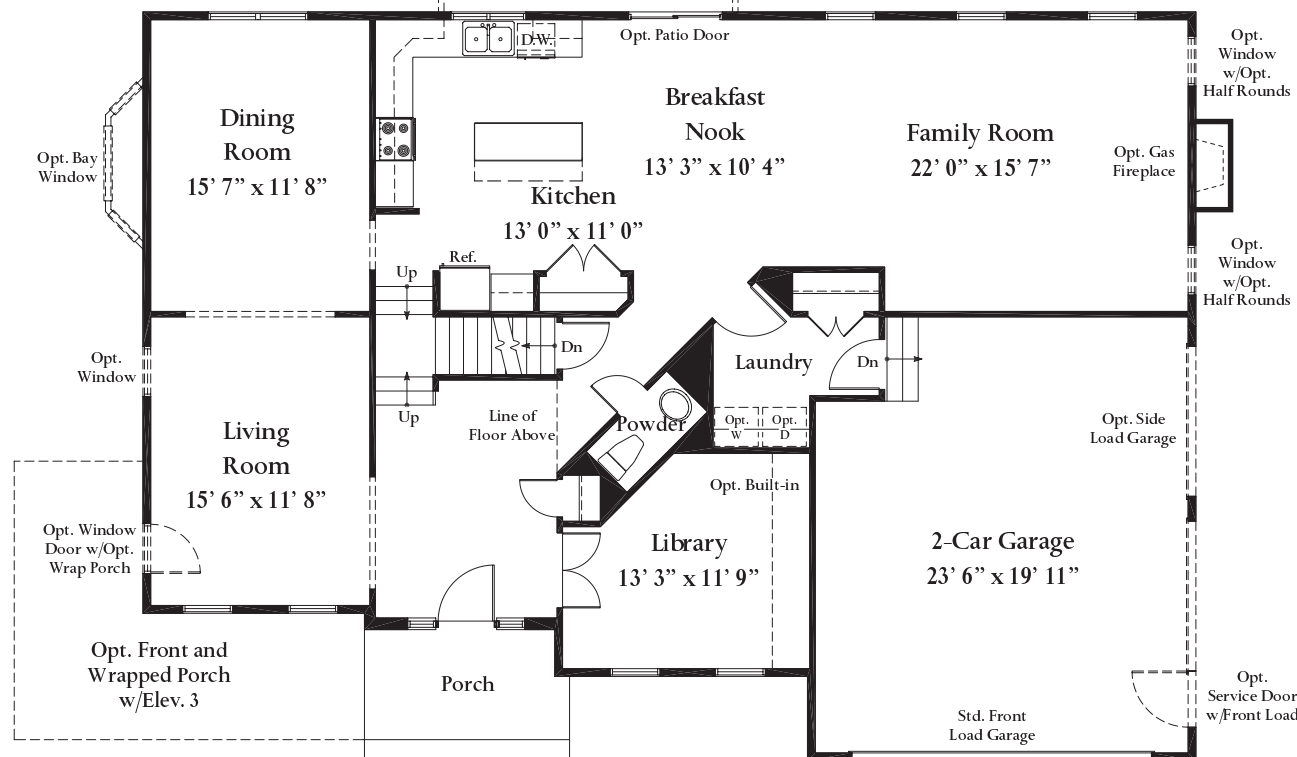 D.W.
Opt. Patio Door
Opt.
Window
w/Opt.
Half Rounds
Dining
Room
15’ 7” x 11’ 8”
Breakfast
Nook
13’ 3” x 10’ 4”
Family Room
22’ 0” x 15’ 7”
Opt. Gas
Fireplace
Opt. Bay
Window
Kitchen
13’ 0” x 11’ 0”
Ref.
Up
Opt.
Window
w/Opt.
Half Rounds
Opt.
Window
Dn
Laundry
Dn
Up
Line of
Floor Above
Powder
Opt.
W
Opt.
D
Opt. Side
Load Garage
Living
Room
15’ 6” x 11’ 8”
Opt. Built-in
Opt. Window
Door w/Opt.
Wrap Porch
Library
13’ 3” x 11’ 9”
2-Car Garage
23’ 6” x 19’ 11”
Opt. Front and
Wrapped Porch
w/Elev. 3
Porch
Std. Front
Load Garage
Opt.
Service Door
w/Front Load